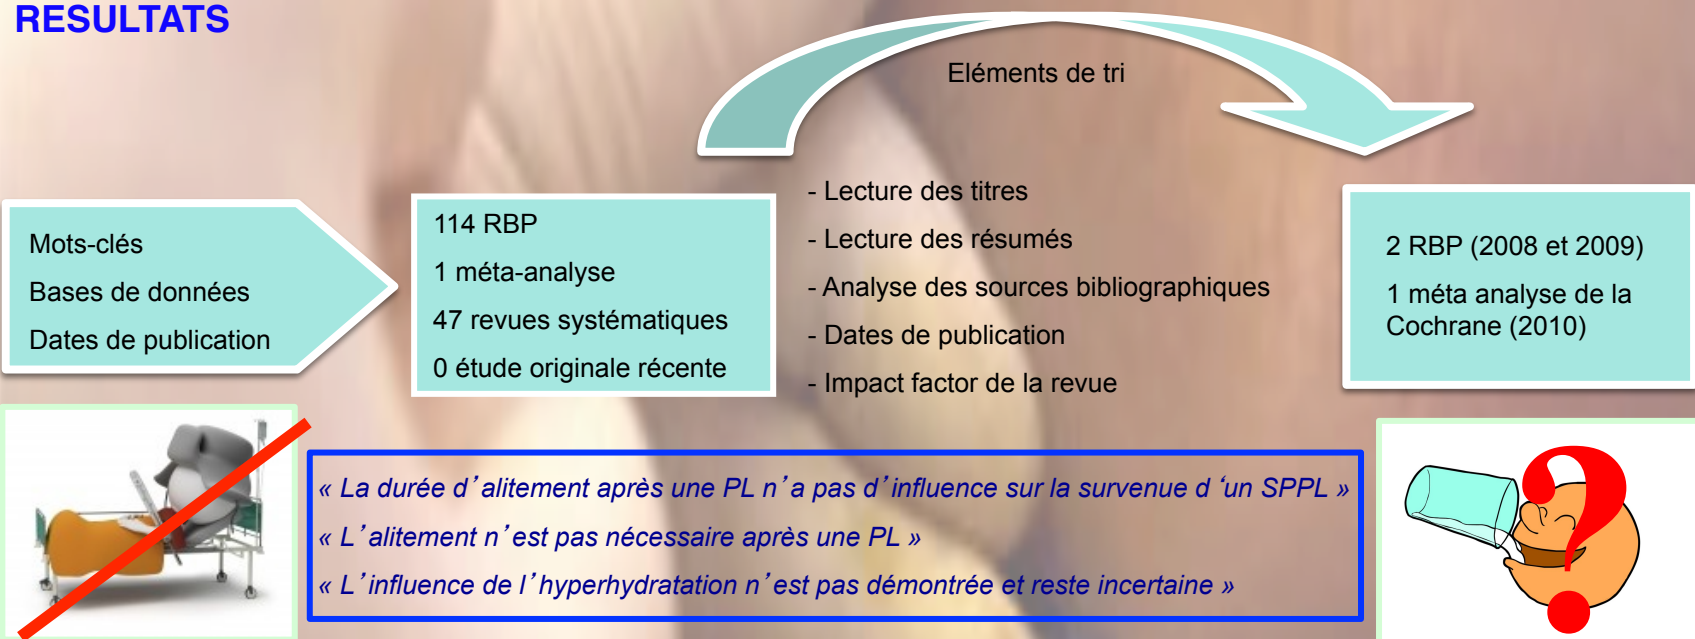 RESULTATS
Eléments de tri
Mots-clés
Bases de données
Dates de publication
114 RBP
1 méta-analyse
47 revues systématiques
0 étude originale récente
- Lecture des titres
- Lecture des résumés
- Analyse des sources bibliographiques
- Dates de publication
- Impact factor de la revue
2 RBP (2008 et 2009)
1 méta analyse de la
Cochrane (2010)
« La durée d’alitement après une PL n’a pas d’influence sur la survenue d ‘un SPPL »
« L’alitement n’est pas nécessaire après une PL »
« L’influence de l’hyperhydratation n’est pas démontrée et reste incertaine »
?